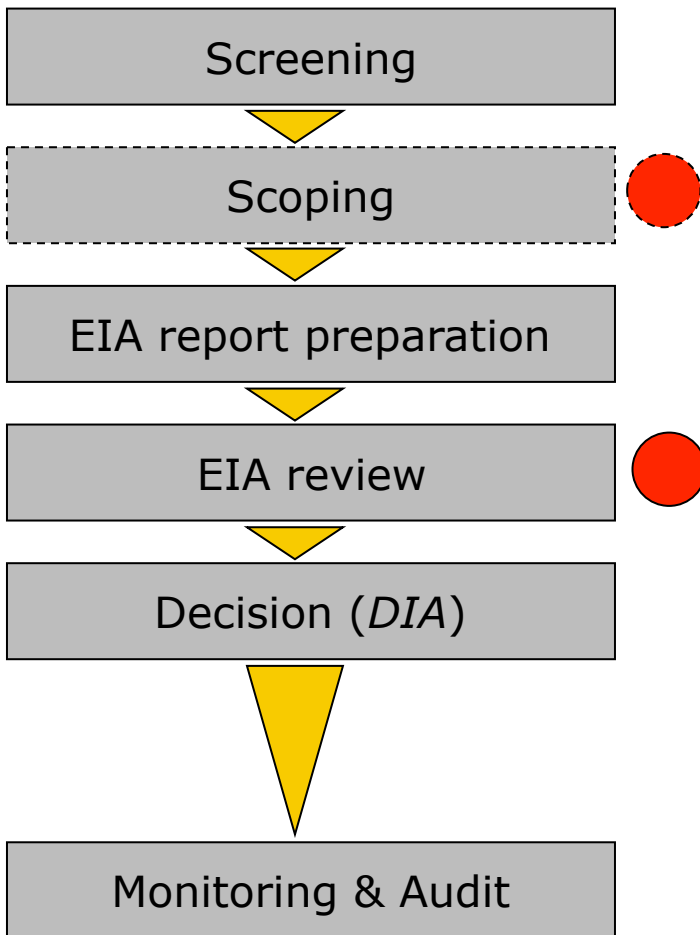 Screening
Scoping
EIA report preparation
EIA review
Decision (DIA)
Monitoring & Audit